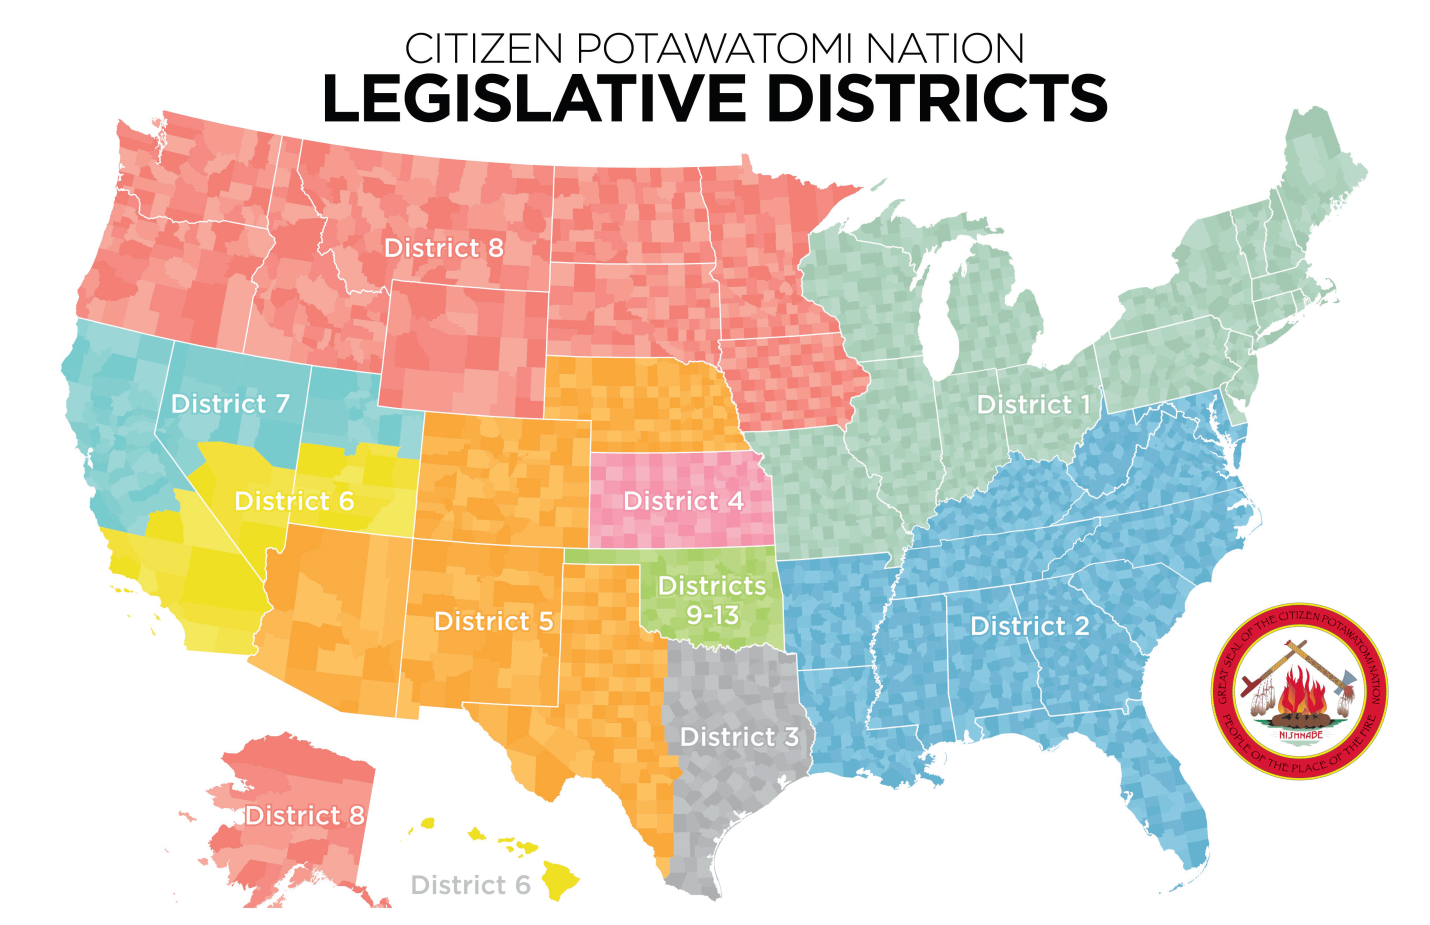 CITIZEN POTAWATOMI NATION
LEGISLATIVE DISTRICTS
District 8
District 7
District 1
District 6
District 4
Districts
9-13
District 5
District 2
District 3
District 8
District 6
GREAT SEAL OF THE CITIZEN POTAWATOMI NATION
PEOPLE OF THE PLACE OF THE FIRE
NISHNABE